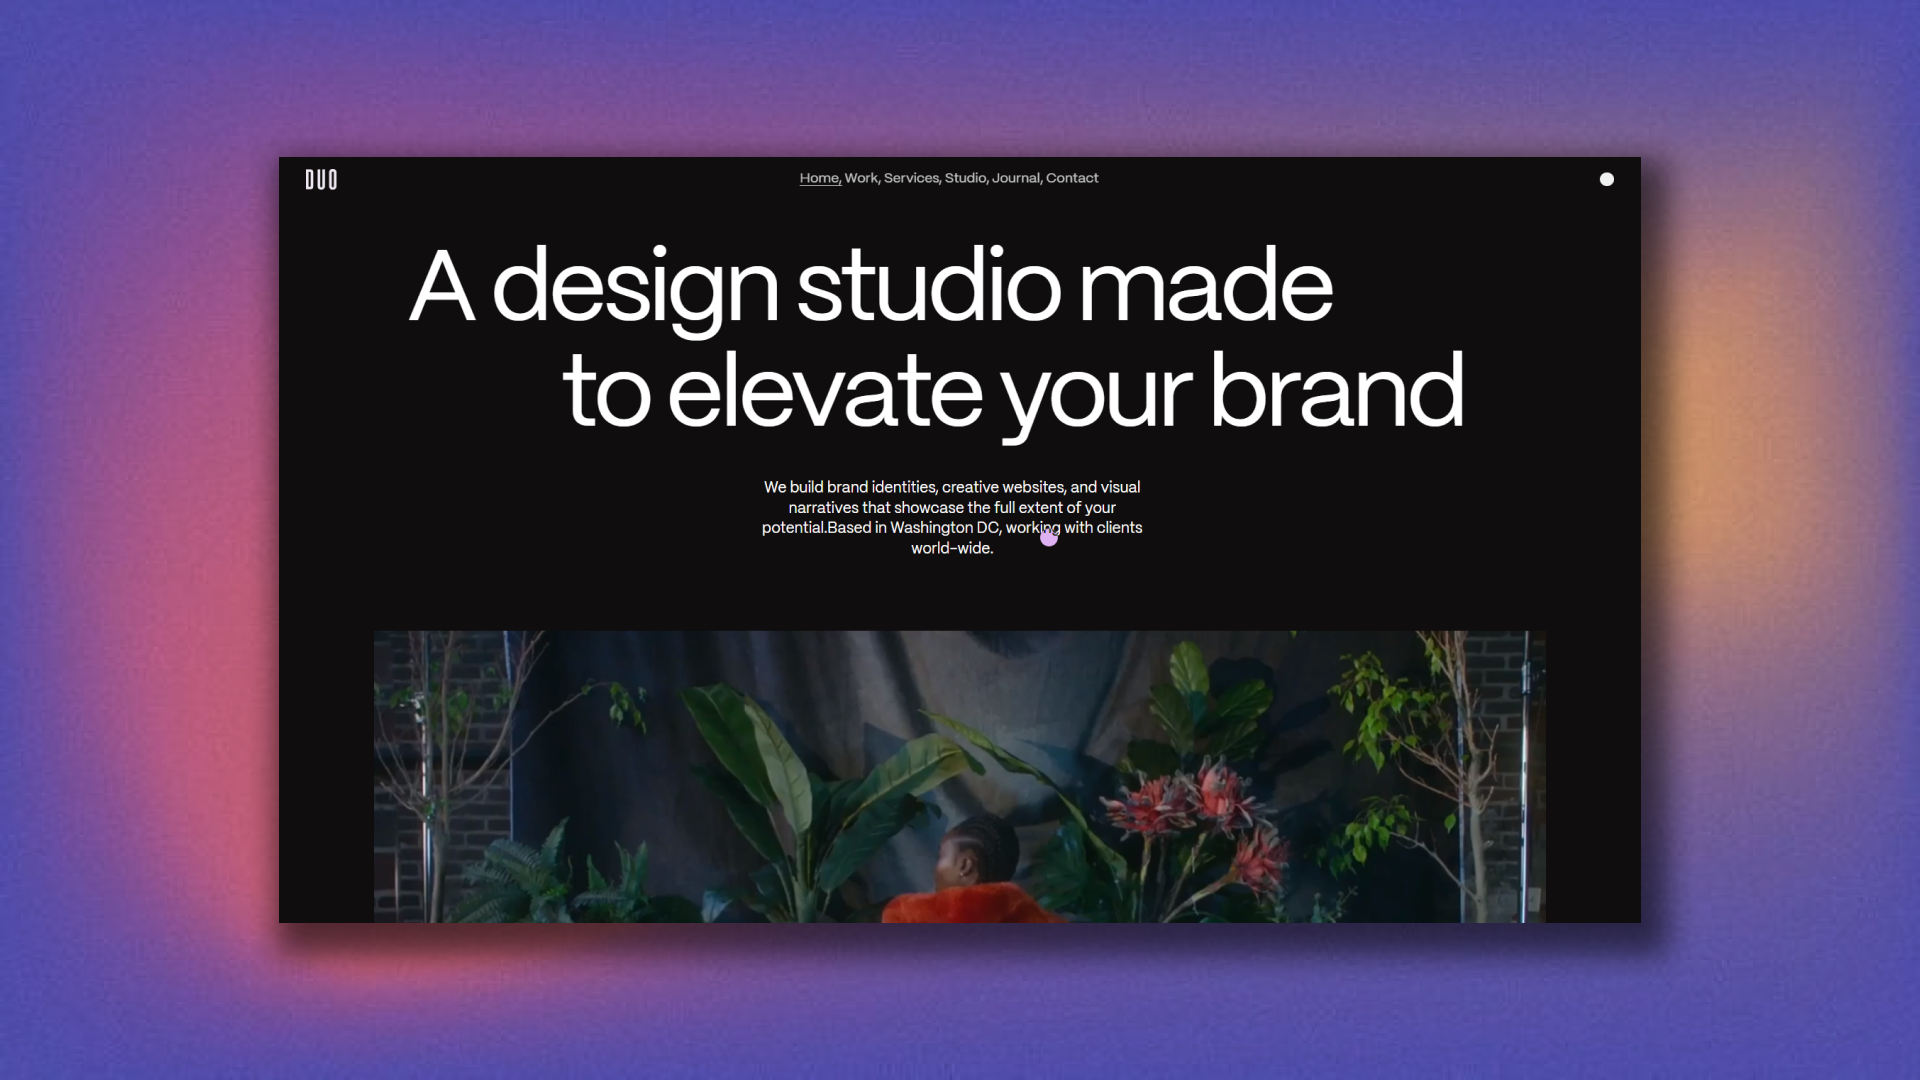 DUO
Home, Work, Services, Studio, Journal, Contact
A design studio made
to elevate your brand
We build brand identities, creative websites, and visual
narratives that showcase the full extent of your
potential.Based in Washington DC, working with clients
world-wide.